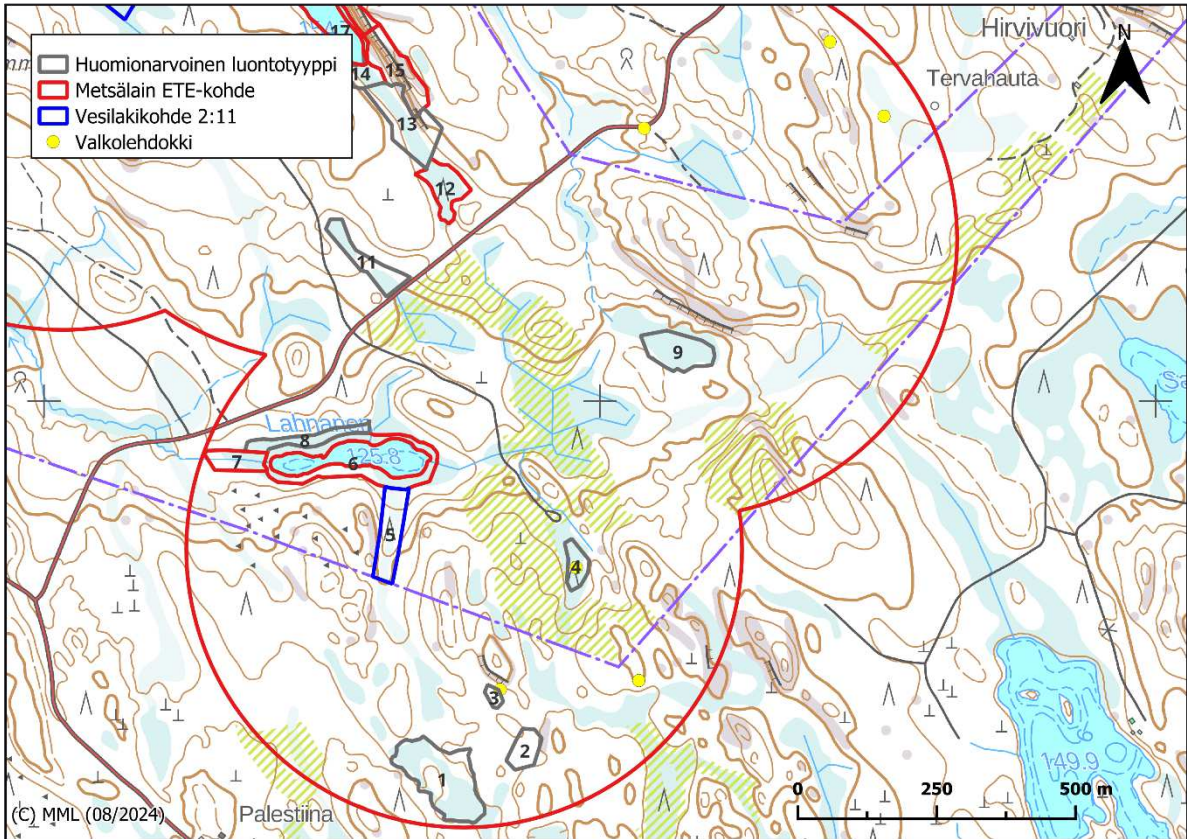 Huomionarvoinen luontotyyppi
Metsälain ETE-kohde
Vesilakikohde 2:11
Valkolehdokki
Hirvivuori
N
Tervahauta
17
14
15
13
12
11
9
Lahnanen
8
7
6
125.8
5
4
3
2
1
149.9
0 250 500 m
(C) MML (08/2024)
Palestiina